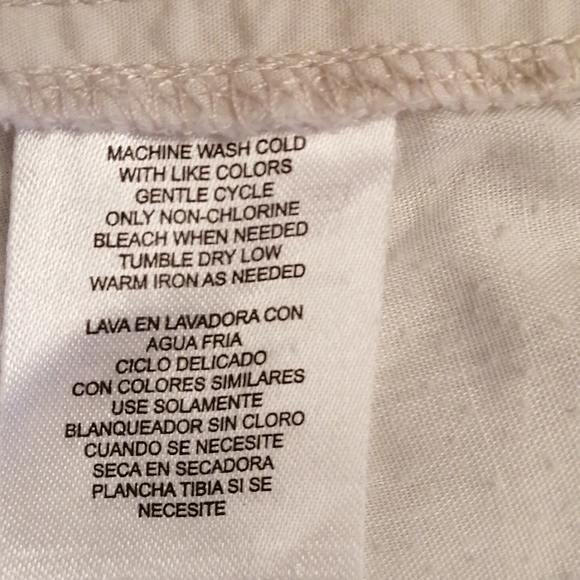 MACHINE WASH COLD
WITH LIKE COLORS
GENTLE CYCLE
ONLY NON-CHLORINE
BLEACH WHEN NEEDED
TUMBLE DRY LOW
WARM IRON AS NEEDED
LAVA EN LAVADORA CON
AGUA FRIA
CICLO DELICADO
CON COLORES SIMILARES
USE SOLAMENTE
BLANQUEADOR SIN CLORO
CUANDO SE NECESITE
SECA EN SECADORA
PLANCHA TIBIA SI SE
NECESITE